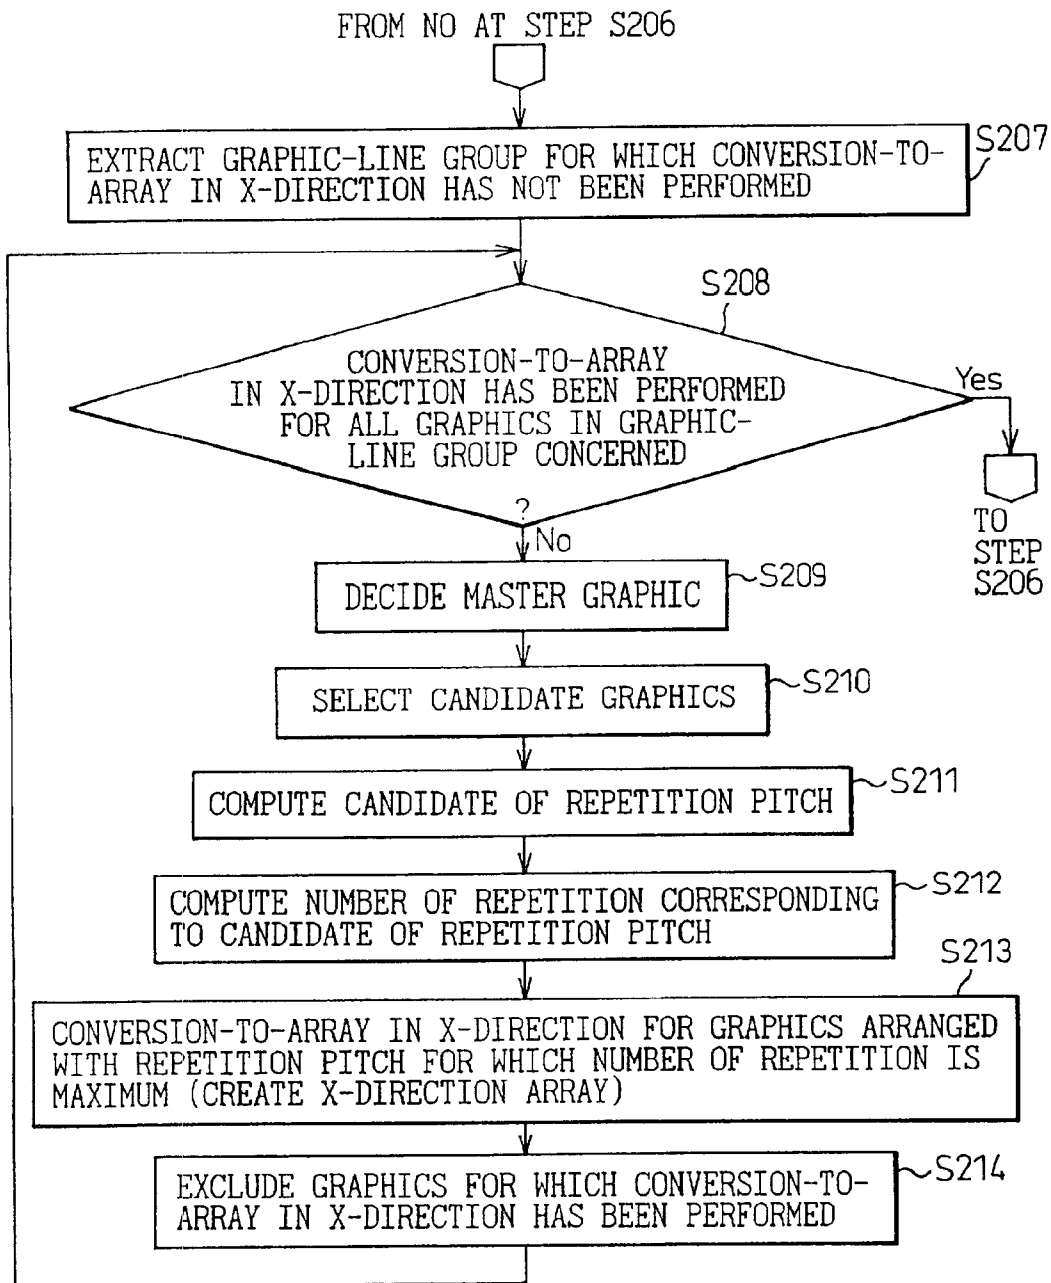 FROM NO AT STEP S206
S207
EXTRACT GRAPHIC-LINE GROUP FOR WHICH CONVERSION-TO-
ARRAY IN X-DIRECTION HAS NOT BEEN PERFORMED
S208
CONVERSION-TO-ARRAY
IN X-DIRECTION HAS BEEN PERFORMED
FOR ALL GRAPHICS IN GRAPHIC-
LINE GROUP CONCERNED
?
Yes
TO
STEP
S206
No
DECIDE MASTER GRAPHIC
S209
SELECT CANDIDATE GRAPHICS
S210
COMPUTE CANDIDATE OF REPETITION PITCH
S211
COMPUTE NUMBER OF REPETITION CORRESPONDING
TO CANDIDATE OF REPETITION PITCH
S212
S213
CONVERSION-TO-ARRAY IN X-DIRECTION FOR GRAPHICS ARRANGED
WITH REPETITION PITCH FOR WHICH NUMBER OF REPETITION IS
MAXIMUM (CREATE X-DIRECTION ARRAY)
S214
EXCLUDE GRAPHICS FOR WHICH CONVERSION-TO-
ARRAY IN X-DIRECTION HAS BEEN PERFORMED